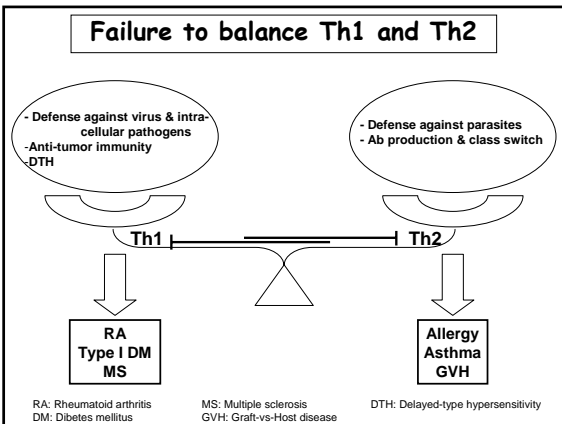 Failure to balance Th1 and Th2
- Defense against virus & intra-
cellular pathogens
-Anti-tumor immunity
-DTH
- Defense against parasites
- Ab production & class switch
Th1
Th2
RA
Type I DM
MS
Allergy
Asthma
GVH
RA: Rheumatoid arthritis
DM: Dibetes mellitus
MS: Multiple sclerosis
GVH: Graft-vs-Host disease
DTH: Delayed-type hypersensitivity